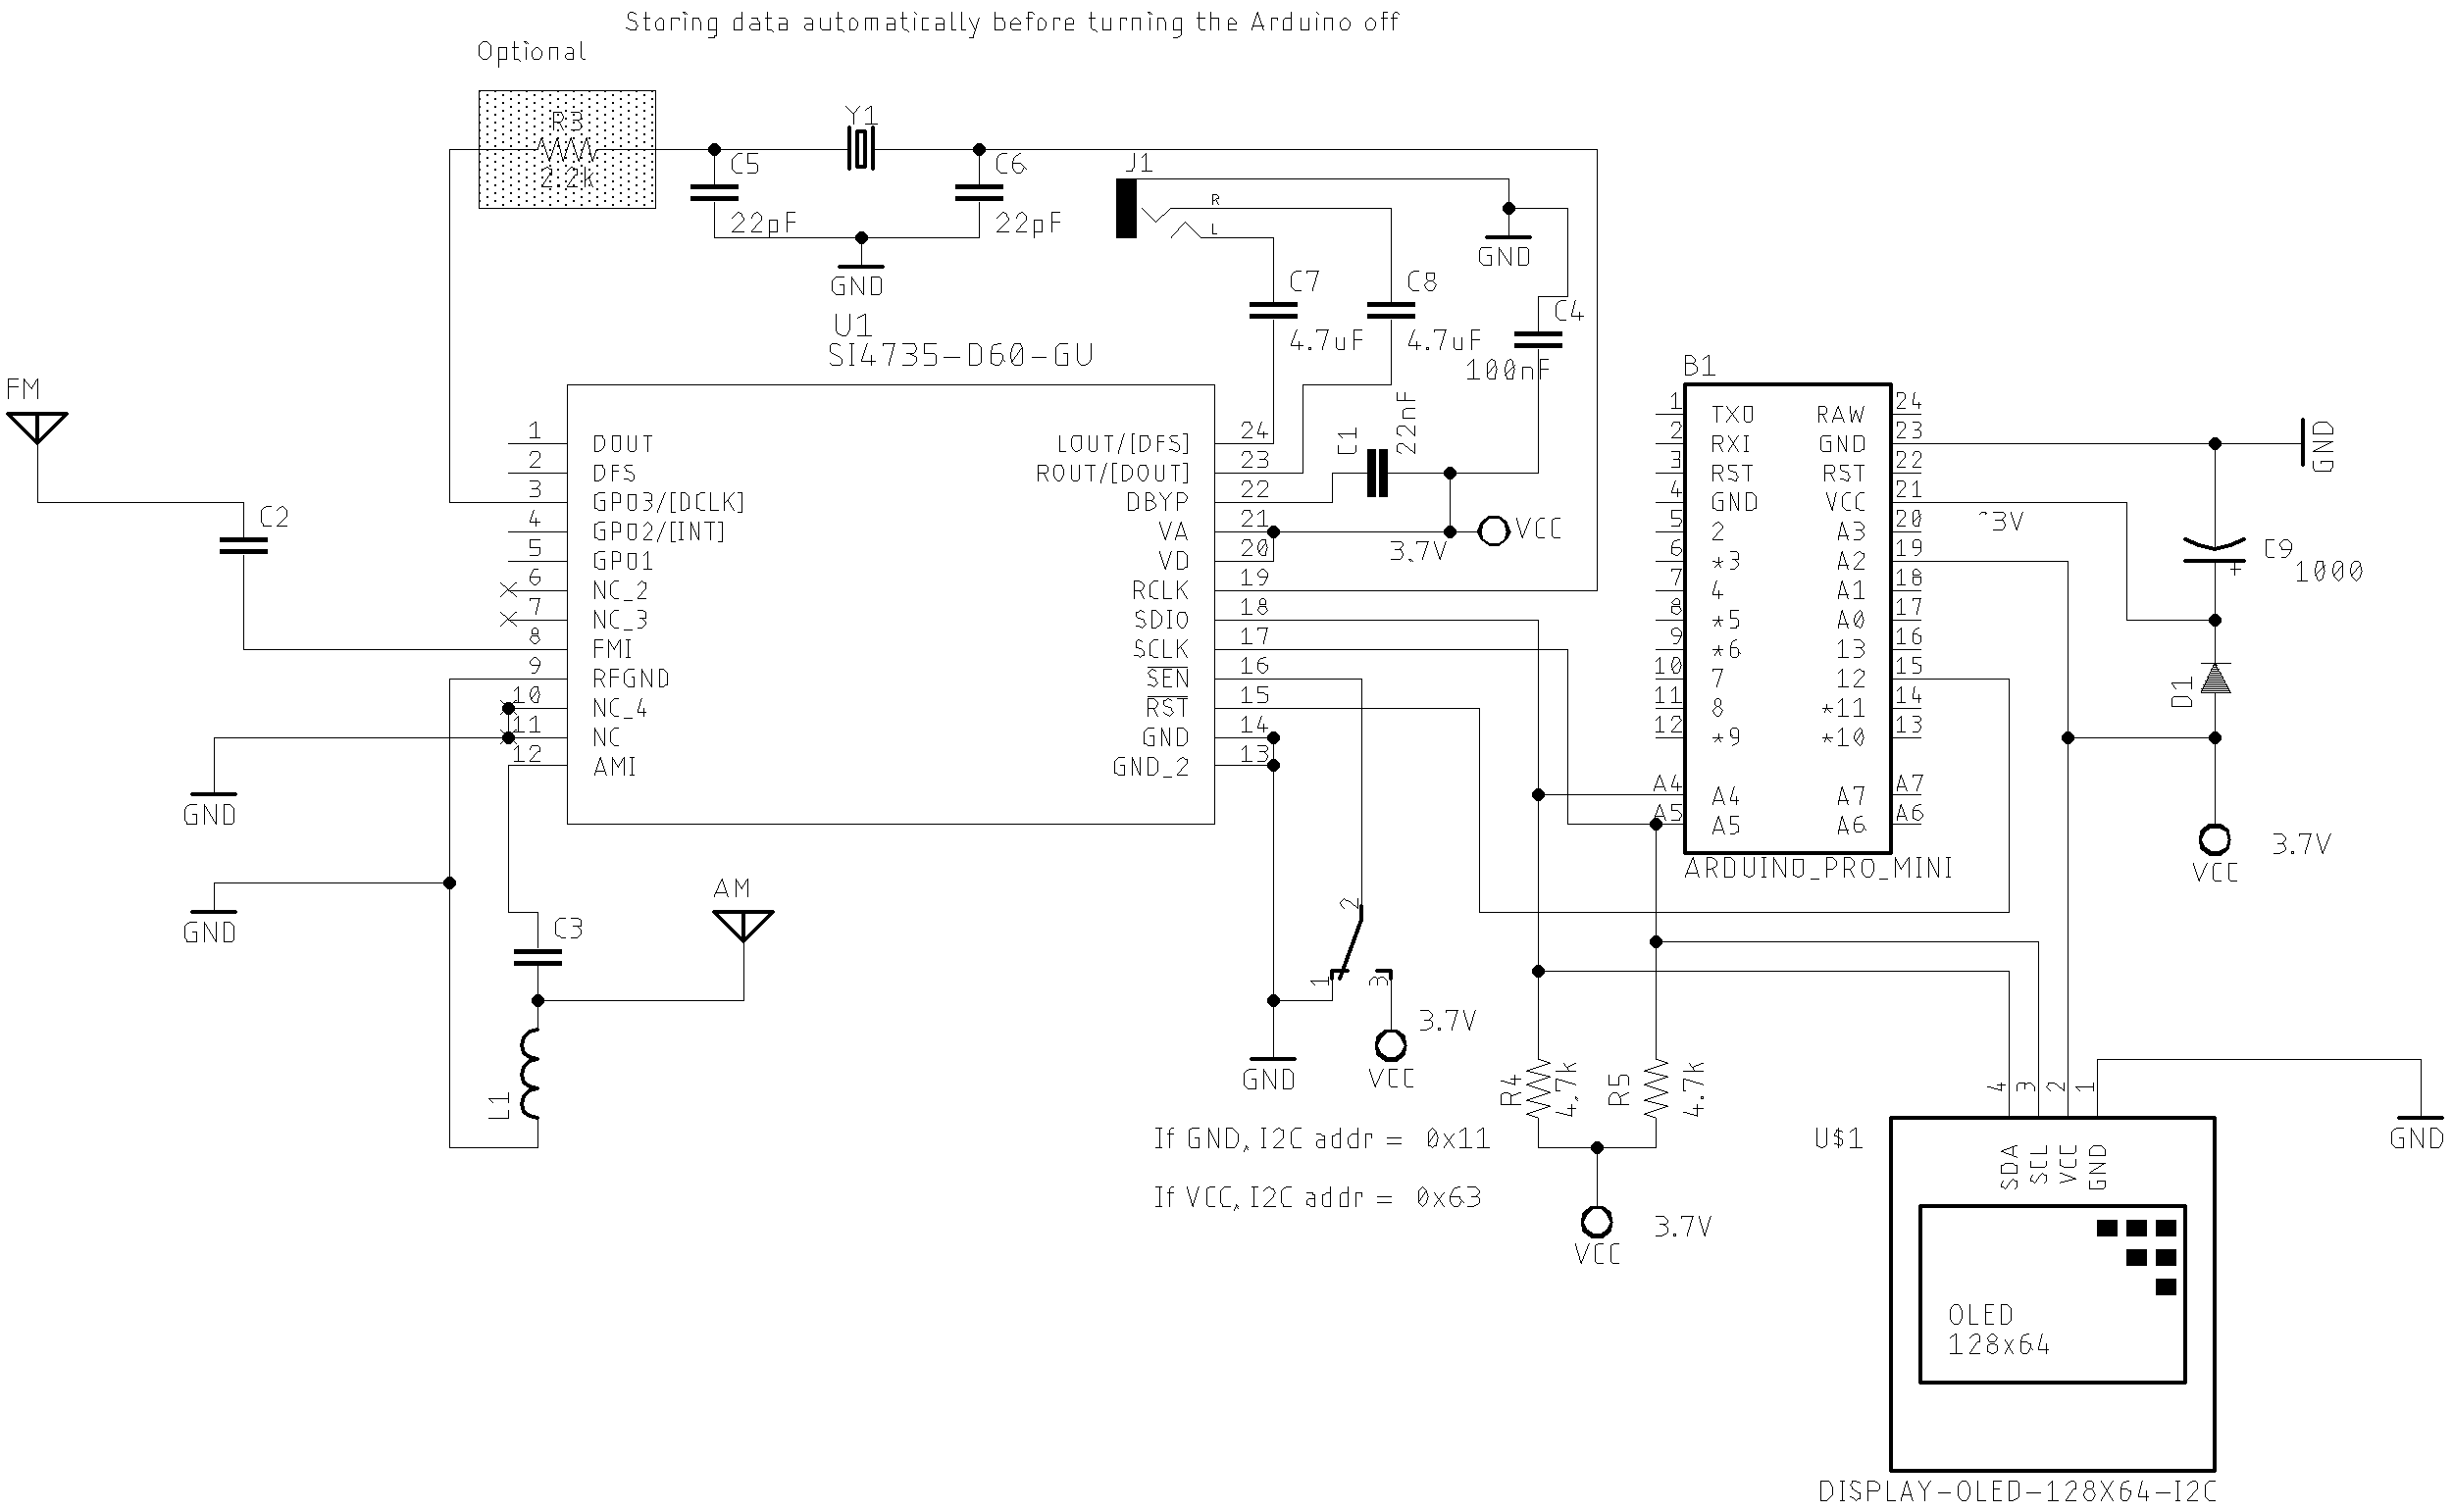 Storing data automatically before turning the Arduino off
Optional
R3
2.2k
Y1
C5
22pF
C6
22pF
GND
J1
R
L
GND
C7
4.7uF
C8
4.7uF
C4
100nF
U1
SI4735-D60-GU
FM
C2
1 DOUT
2 DFS
3 GPO3/[DCLK]
4 GPO2/[INT]
5 GPO1
6 NC_2
7 NC_3
8 FMI
9 RFGND
10 NC_4
11 NC
12 AMI
LOUT/[DFS] 24
ROUT/[DOUT] 23
DBYP 22
VA 21
VD 20
RCLK 19
SDIO 18
SCLK 17
SEN 16
RST 15
GND 14
GND_2 13
C1
22nF
VCC
3.7V
GND
GND
AM
C3
L1
2
1
3
3.7V
VCC
GND
If GND, I2C addr = 0x11
If VCC, I2C addr = 0x63
B1
1 TXO
2 RXI
3 RST
4 GND
5 2
6 *3
7 4
8 *5
9 *6
10 7
11 8
12 *9
A4 A4
A5 A5
RAW 24
GND 23
RST 22
VCC 21
A3 20
A2 19
A1 18
A0 17
13 16
12 15
*11 14
*10 13
A7 A7
A6 A6
ARDUINO_PRO_MINI
GND
~3V
C9
+
1000
D1
VCC
3.7V
R4
4.7k
R5
4.7k
VCC
3.7V
4
3
2
1
GND
U$1
SDA
SCL
VCC
GND
OLED
128x64
DISPLAY-OLED-128X64-I2C